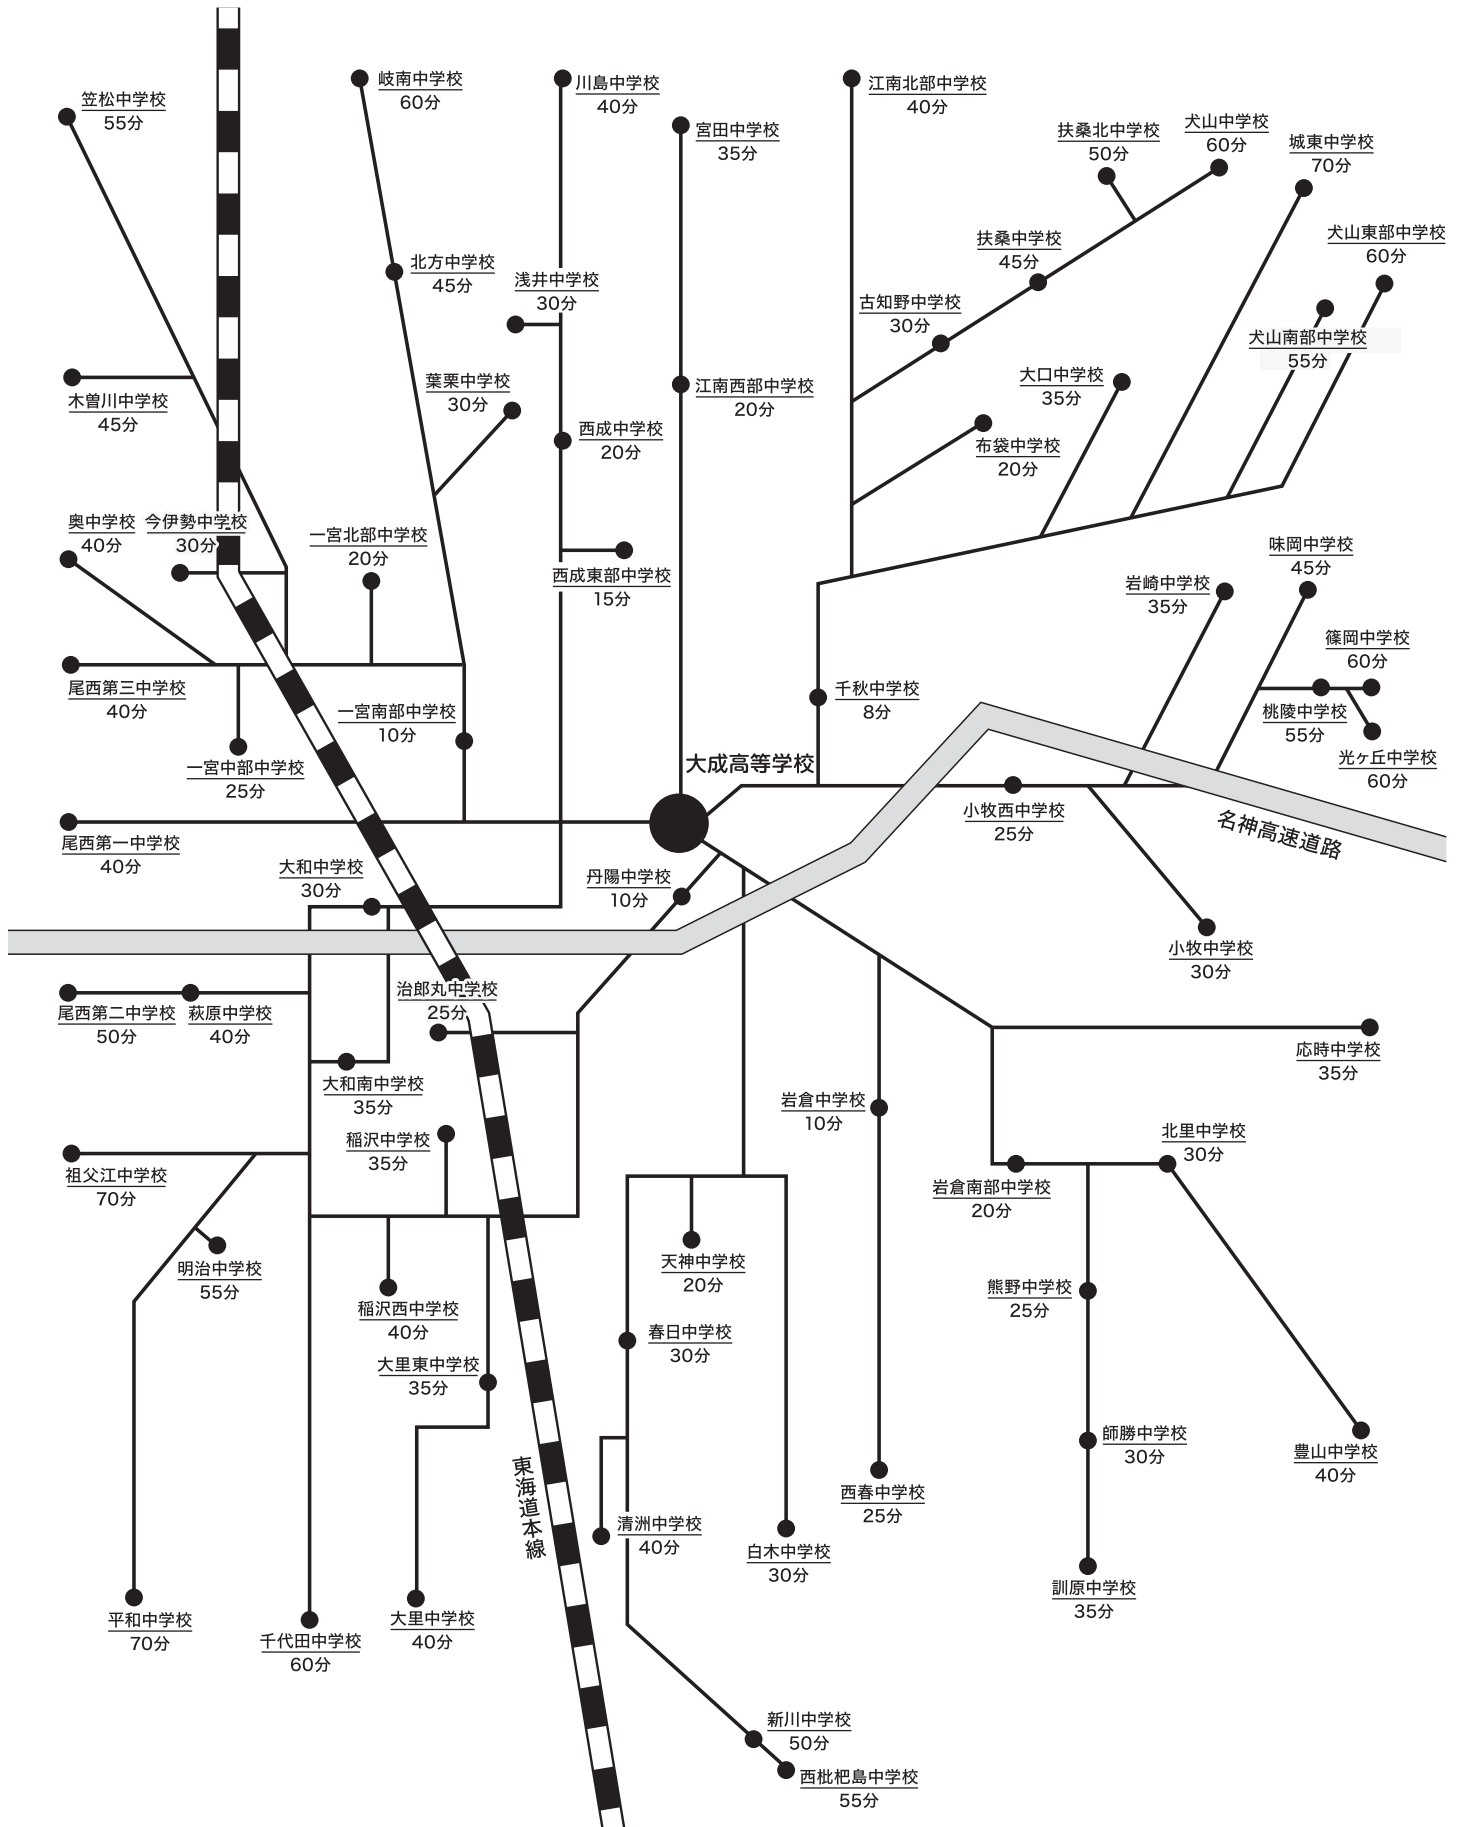 笠松中学校
55分
岐南中学校
60分
川島中学校
40分
宮田中学校
35分
江南北部中学校
40分
扶桑北中学校
50分
犬山中学校
60分
城東中学校
70分
犬山東部中学校
60分
扶桑中学校
45分
古知野中学校
30分
犬山南部中学校
55分
北方中学校
45分
浅井中学校
30分
木曽川中学校
45分
葉栗中学校
30分
西成中学校
20分
江南西部中学校
20分
大口中学校
35分
布袋中学校
20分
奥中学校
40分
今伊勢中学校
30分
一宮北部中学校
20分
西成東部中学校
15分
味岡中学校
45分
岩崎中学校
35分
篠岡中学校
60分
桃陵中学校
55分
光ヶ丘中学校
60分
尾西第三中学校
40分
一宮南部中学校
10分
千秋中学校
8分
一宮中部中学校
25分
大成高等学校
小牧西中学校
25分
名神高速道路
尾西第一中学校
40分
大和中学校
30分
丹陽中学校
10分
小牧中学校
30分
尾西第二中学校
50分
萩原中学校
40分
治郎丸中学校
25分
応時中学校
35分
大和南中学校
35分
岩倉中学校
10分
稲沢中学校
35分
北里中学校
30分
祖父江中学校
70分
岩倉南部中学校
20分
明治中学校
55分
天神中学校
20分
熊野中学校
25分
稲沢西中学校
40分
春日中学校
30分
大里東中学校
35分
師勝中学校
30分
豊山中学校
40分
東海道本線
清洲中学校
40分
西春中学校
25分
白木中学校
30分
訓原中学校
35分
平和中学校
70分
千代田中学校
60分
大里中学校
40分
新川中学校
50分
西枇杷島中学校
55分